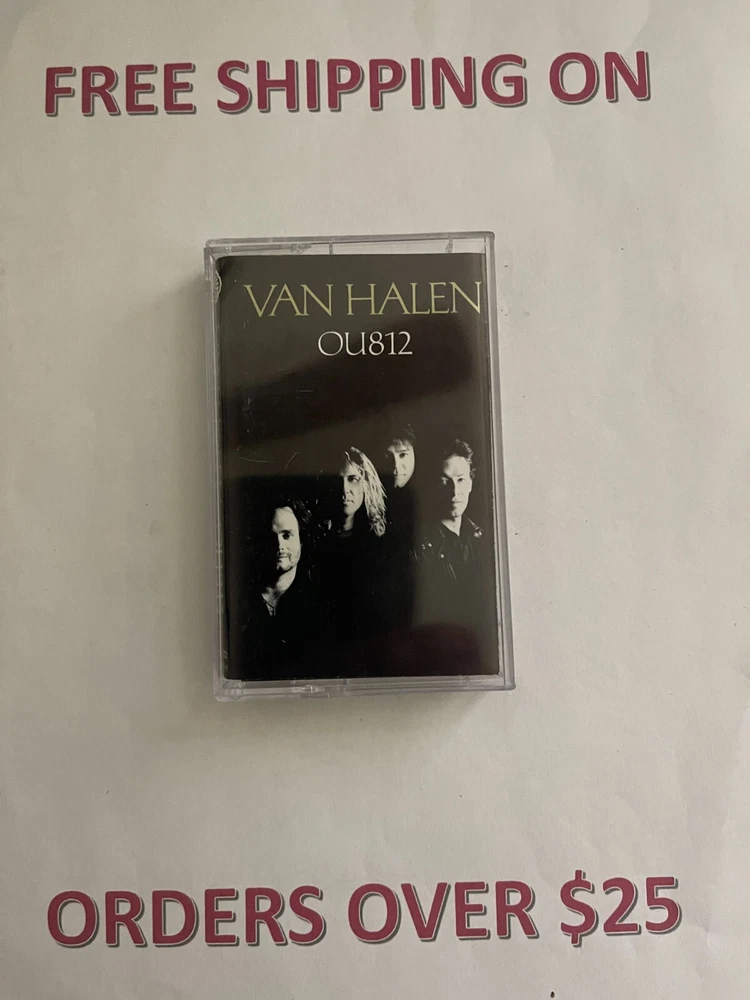 FREE SHIPPING ON
VAN HALEN
OU812
ORDERS OVER $25